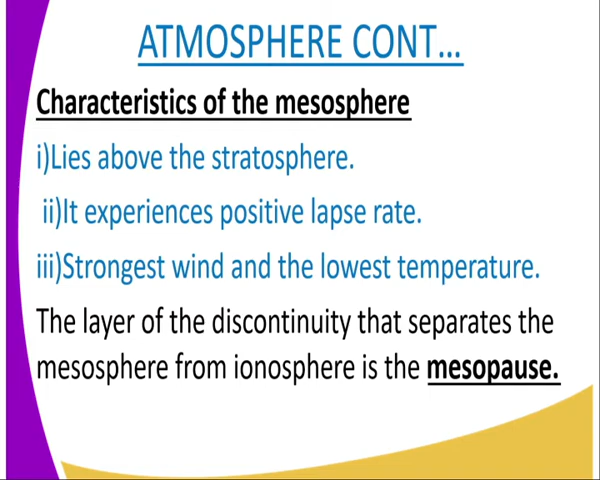 ATMOSPHERE CONT...
Characteristics of the mesosphere
i)Lies above the stratosphere.
ii)It experiences positive lapse rate.
iii)Strongest wind and the lowest temperature.
The layer of the discontinuity that separates the
mesosphere from ionosphere is the mesopause.